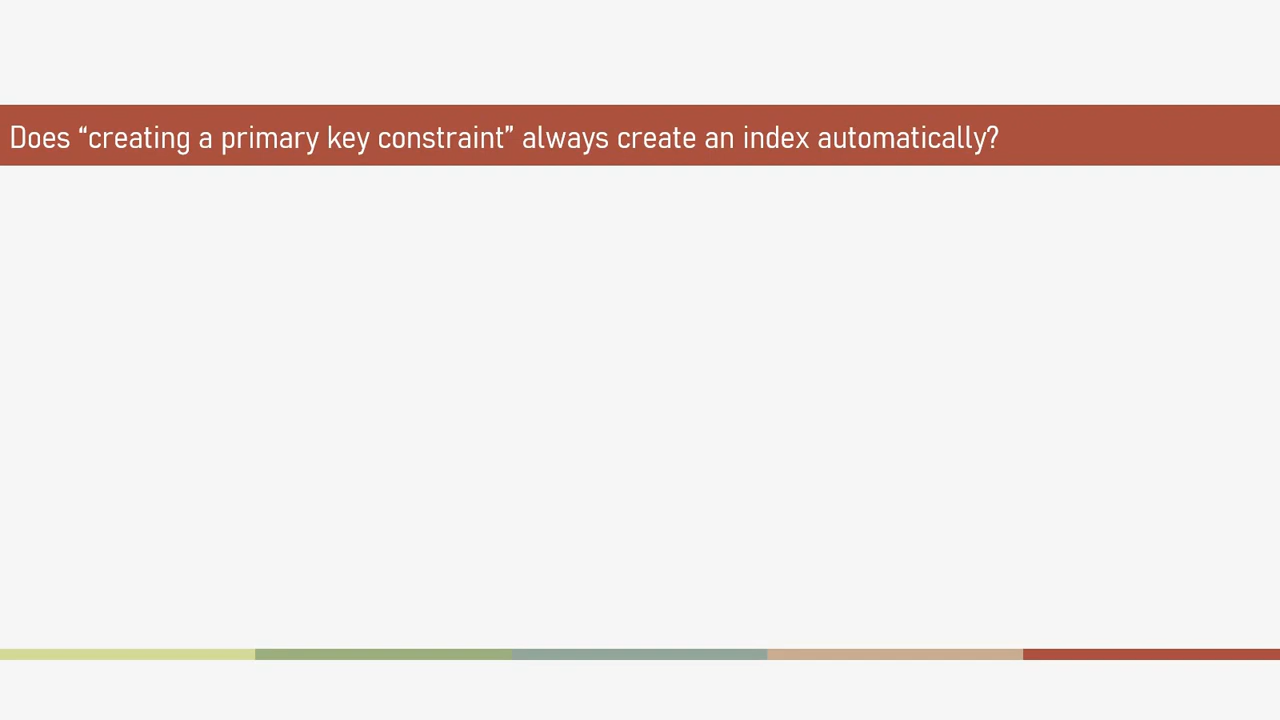 Does “creating a primary key constraint” always create an index automatically?